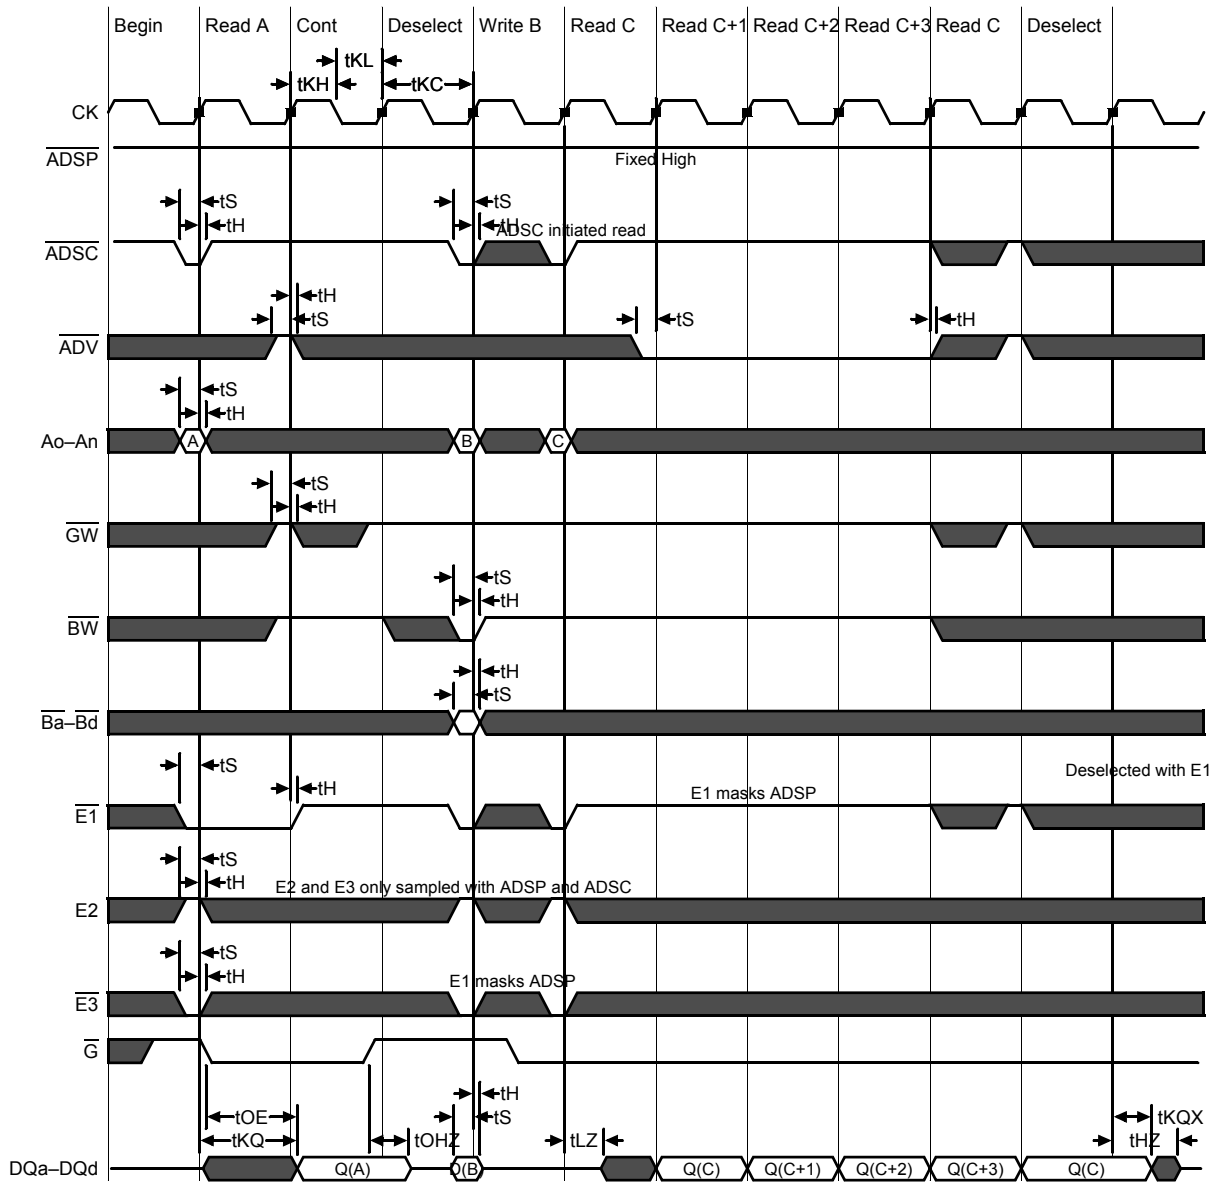 Begin Read A Cont Deselect Write B Read C Read C+1 Read C+2 Read C+3 Read C Deselect
tKL
tKH tKC
CK
ADSP Fixed High
tS tS
tH tH
ADSC initiated read
ADSC
tH
tS tS tH
ADV
tS
tH
Ao–An A B C
tS
tH
GW
tS
tH
BW
tH
tS
Ba–Bd
tS Deselected with E1
tH
E1 masks ADSP
E1
tS
tH
E2 and E3 only sampled with ADSP and ADSC
E2
tS
tH
E1 masks ADSP
E3
G
tH
tOE tS tKQX
tKQ tOHZ tLZ tHZ
DQa–DQd Q(A) D(B Q(C) Q(C+1) Q(C+2) Q(C+3) Q(C)